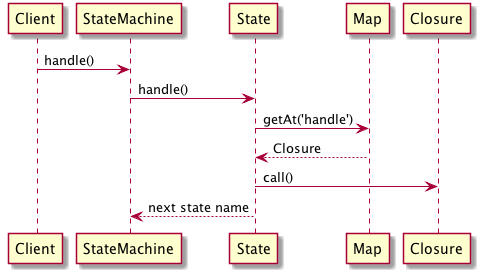 Client StateMachine State Map Closure
handle()
handle()
getAt('handle')
Closure
call()
next state name
Client StateMachine State Map Closure